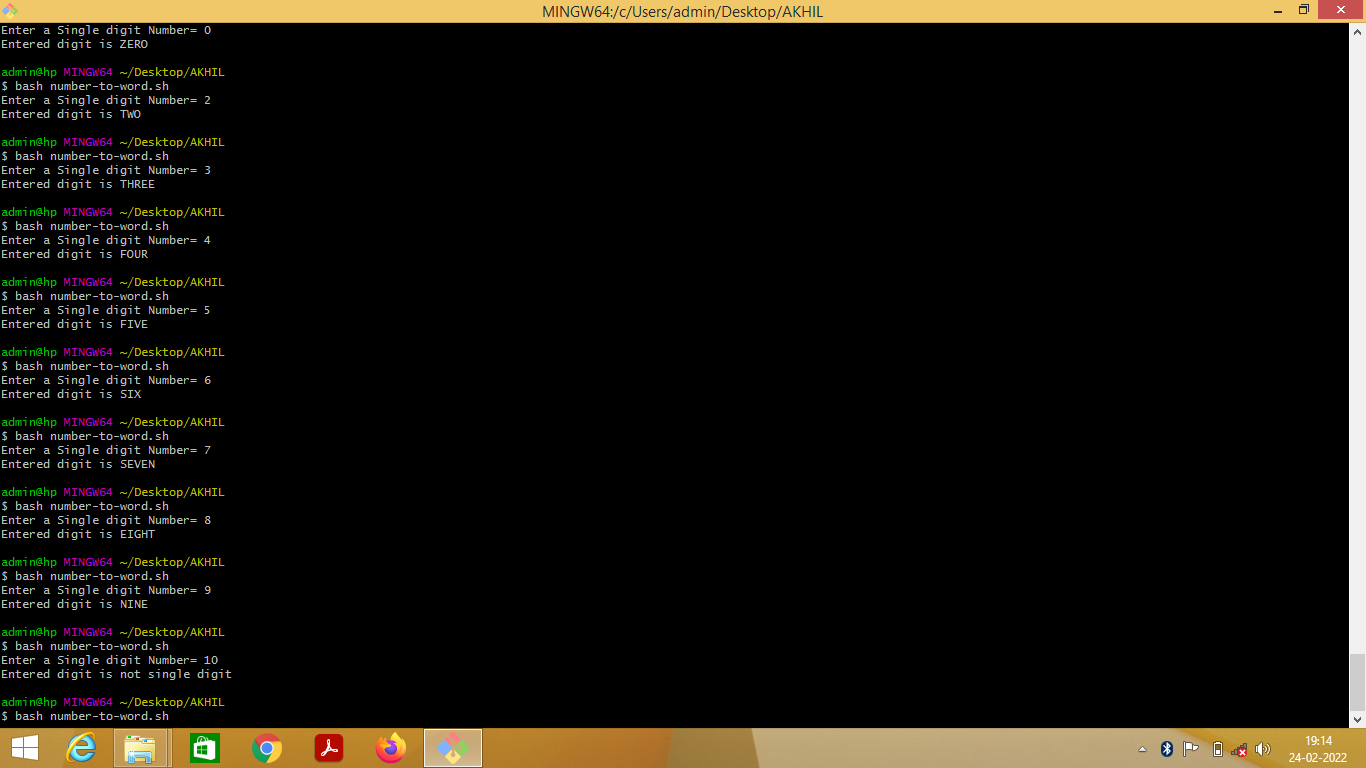 MINGW64:/c/Users/admin/Desktop/AKHIL
Enter a Single digit Number= 0
Entered digit is ZERO
admin@hp MINGW64 ~/Desktop/AKHIL
$ bash number-to-word.sh
Enter a Single digit Number= 2
Entered digit is TWO
admin@hp MINGW64 ~/Desktop/AKHIL
$ bash number-to-word.sh
Enter a Single digit Number= 3
Entered digit is THREE
admin@hp MINGW64 ~/Desktop/AKHIL
$ bash number-to-word.sh
Enter a Single digit Number= 4
Entered digit is FOUR
admin@hp MINGW64 ~/Desktop/AKHIL
$ bash number-to-word.sh
Enter a Single digit Number= 5
Entered digit is FIVE
admin@hp MINGW64 ~/Desktop/AKHIL
$ bash number-to-word.sh
Enter a Single digit Number= 6
Entered digit is SIX
admin@hp MINGW64 ~/Desktop/AKHIL
$ bash number-to-word.sh
Enter a Single digit Number= 7
Entered digit is SEVEN
admin@hp MINGW64 ~/Desktop/AKHIL
$ bash number-to-word.sh
Enter a Single digit Number= 8
Entered digit is EIGHT
admin@hp MINGW64 ~/Desktop/AKHIL
$ bash number-to-word.sh
Enter a Single digit Number= 9
Entered digit is NINE
admin@hp MINGW64 ~/Desktop/AKHIL
$ bash number-to-word.sh
Enter a Single digit Number= 10
Entered digit is not single digit
admin@hp MINGW64 ~/Desktop/AKHIL
$ bash number-to-word.sh
19:14
24-02-2022